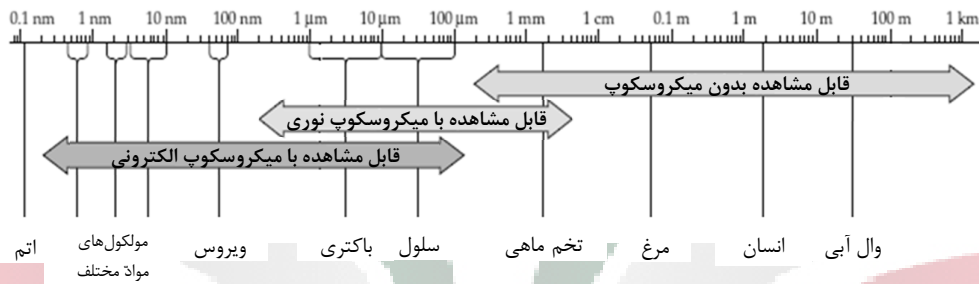 0.1 nm 1 nm 10 nm 100 nm 1 μm 10 μm 100 μm 1 mm 1 cm 0.1 m 1 m 10 m 100 m 1 km
قابل مشاهده بدون میکروسکوپ
قابل مشاهده با میکروسکوپ نوری
قابل مشاهده با میکروسکوپ الکترونی
اتم
مولکول‌های
موادّ مختلف
ویروس
باکتری
سلول
تخم ماهی
مرغ
انسان
وال آبی